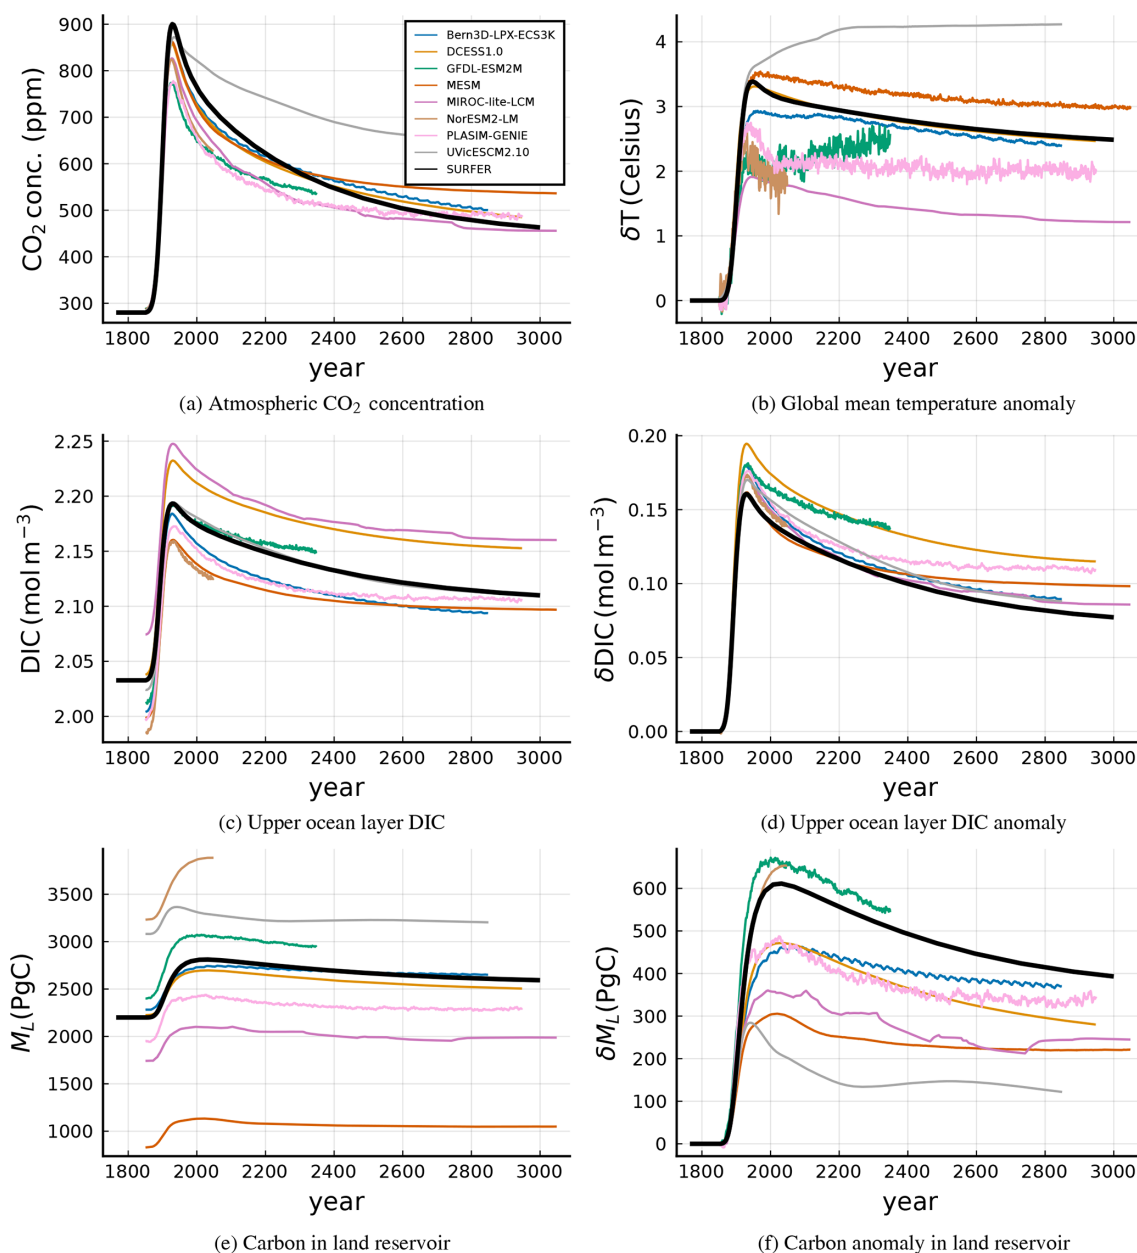 900
800
700
600
500
400
300
CO₂ conc. (ppm)
Bern3D-LPX-ECS3K
DCESS1.0
GFDL-ESM2M
MESM
MIROC-lite-LCM
NorESM2-LM
PLASIM-GENIE
UVicESCM2.10
SURFER
1800 2000 2200 2400 2600 2800 3000
year
(a) Atmospheric CO₂ concentration
4
3
2
1
0
δT (Celsius)
1800 2000 2200 2400 2600 2800 3000
year
(b) Global mean temperature anomaly
2.25
2.20
2.15
2.10
2.05
2.00
DIC (mol m⁻³)
1800 2000 2200 2400 2600 2800 3000
year
(c) Upper ocean layer DIC
0.20
0.15
0.10
0.05
0.00
δDIC (mol m⁻³)
1800 2000 2200 2400 2600 2800 3000
year
(d) Upper ocean layer DIC anomaly
3500
3000
2500
2000
1500
1000
M_L(PgC)
1800 2000 2200 2400 2600 2800 3000
year
(e) Carbon in land reservoir
600
500
400
300
200
100
0
δM_L(PgC)
1800 2000 2200 2400 2600 2800 3000
year
(f) Carbon anomaly in land reservoir